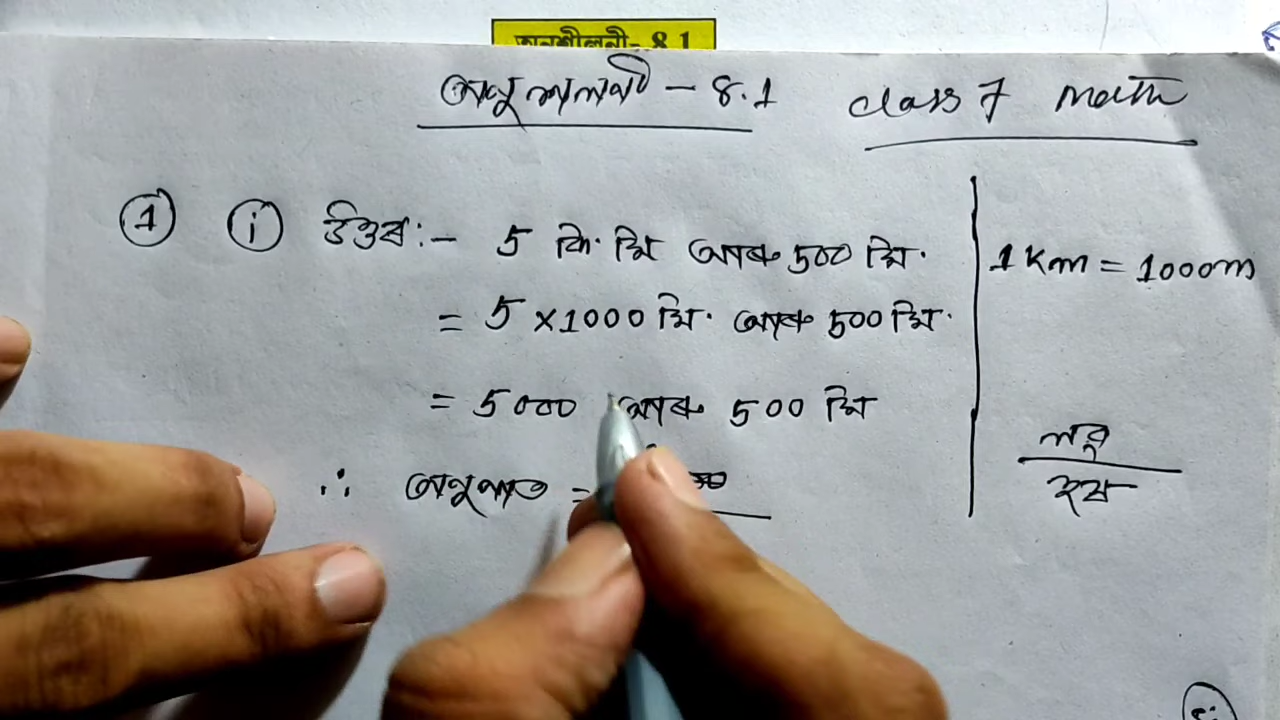 অনুশীলনী- 8.1
অনুশীলনী - 8.1 class 7 Math
① ⓘ উত্তৰ:- 5 কি. মি আৰু 500 মি.
1 Km = 1000m
= 5 ×1000 মি. আৰু 500 মি.
= 5000 আৰু 500 মি
লৱ
হৰ
∴ অনুপাত =